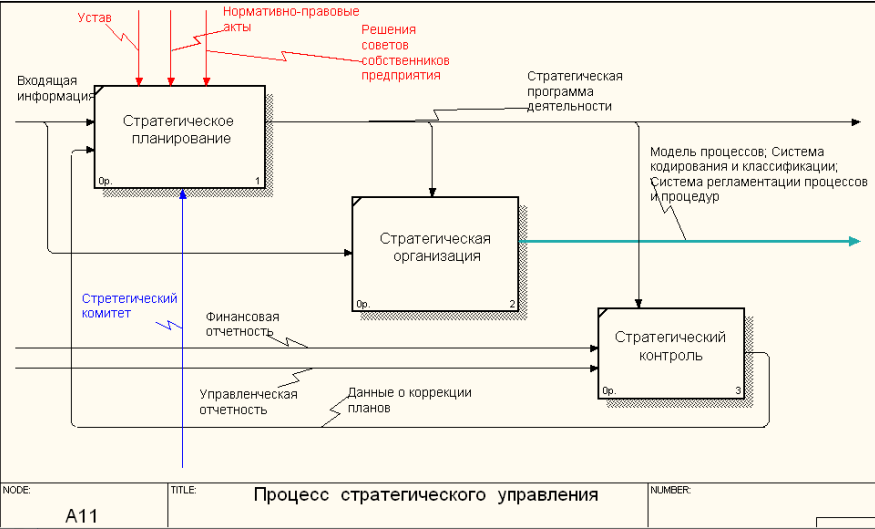 Устав
Нормативно-правовые
акты
Решения
советов
собственников
предприятия
Входящая
информация
Стратегическая
программа
деятельности
Стратегическое
планирование
0р.
1
Модель процессов; Система
кодирования и классификации;
Система регламентации процессов
и процедур
Стратегическая
организация
0р.
2
Стретегический
комитет
Финансовая
отчетность
Стратегический
контроль
0р.
3
Управленческая
отчетность
Данные о коррекции
планов
NODE:
A11
TITLE:
Процесс стратегического управления
NUMBER: